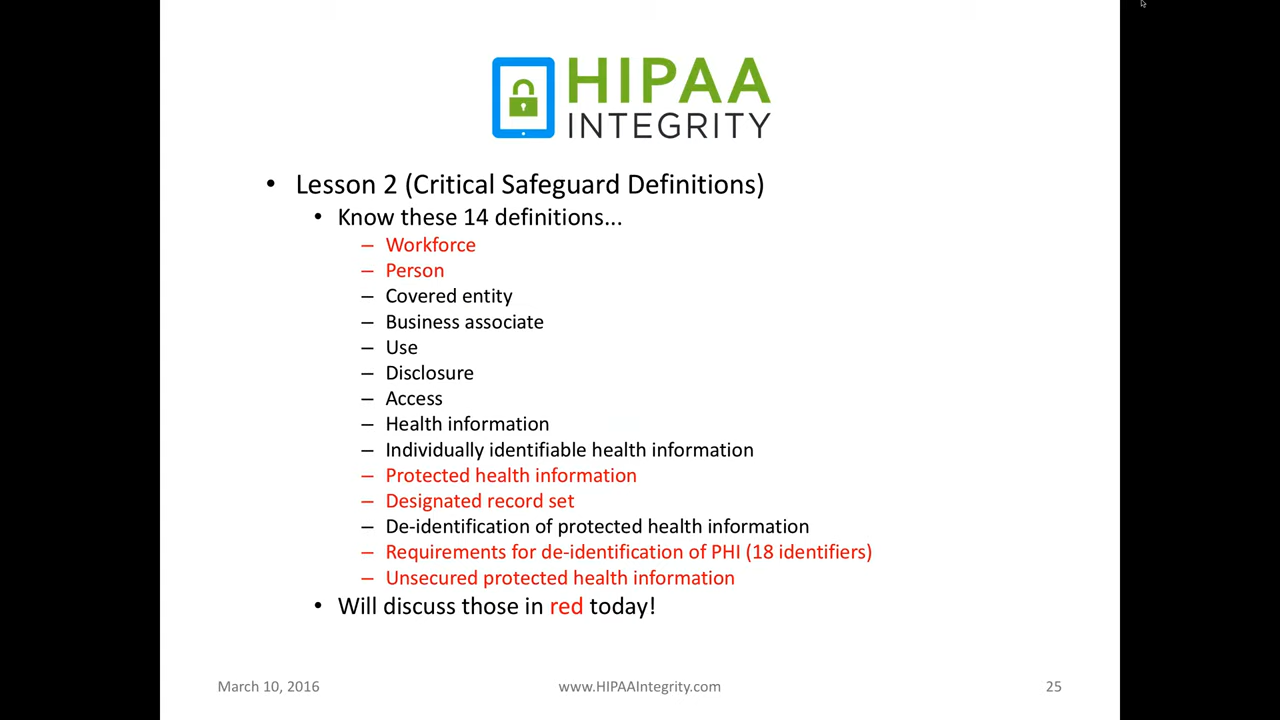 HIPAA
INTEGRITY
• Lesson 2 (Critical Safeguard Definitions)
• Know these 14 definitions...
– Workforce
– Person
– Covered entity
– Business associate
– Use
– Disclosure
– Access
– Health information
– Individually identifiable health information
– Protected health information
– Designated record set
– De-identification of protected health information
– Requirements for de-identification of PHI (18 identifiers)
– Unsecured protected health information
• Will discuss those in red today!
March 10, 2016 www.HIPAAIntegrity.com 25